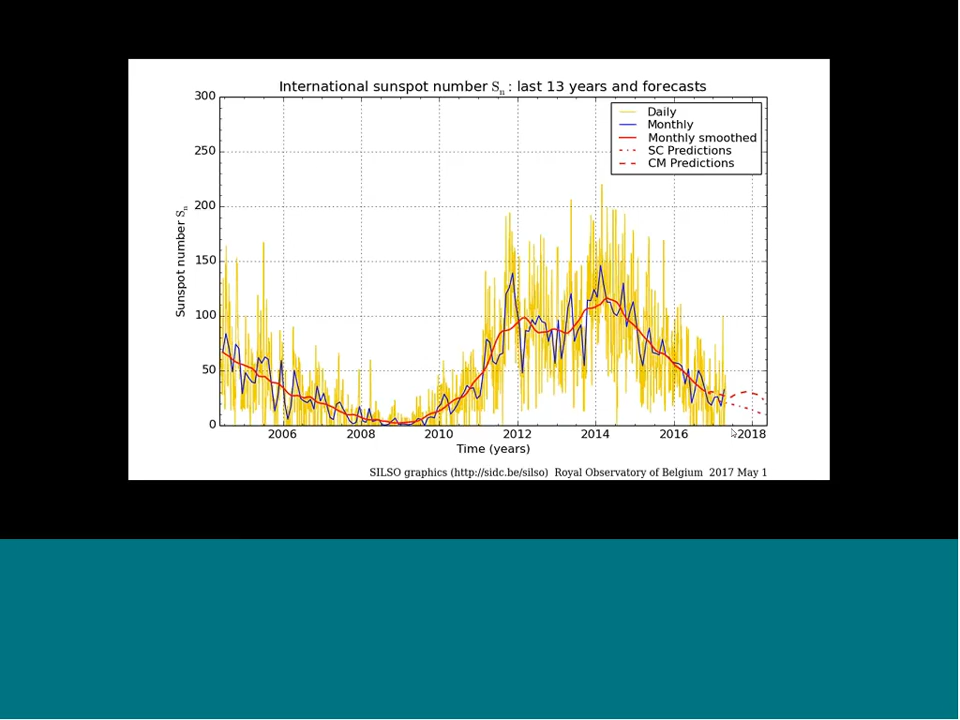 International sunspot number Sn : last 13 years and forecasts
300
250
200
150
100
50
0
Sunspot number Sn
Daily
Monthly
Monthly smoothed
SC Predictions
CM Predictions
2006 2008 2010 2012 2014 2016 2018
Time (years)
SILSO graphics (http://sidc.be/silso) Royal Observatory of Belgium 2017 May 1